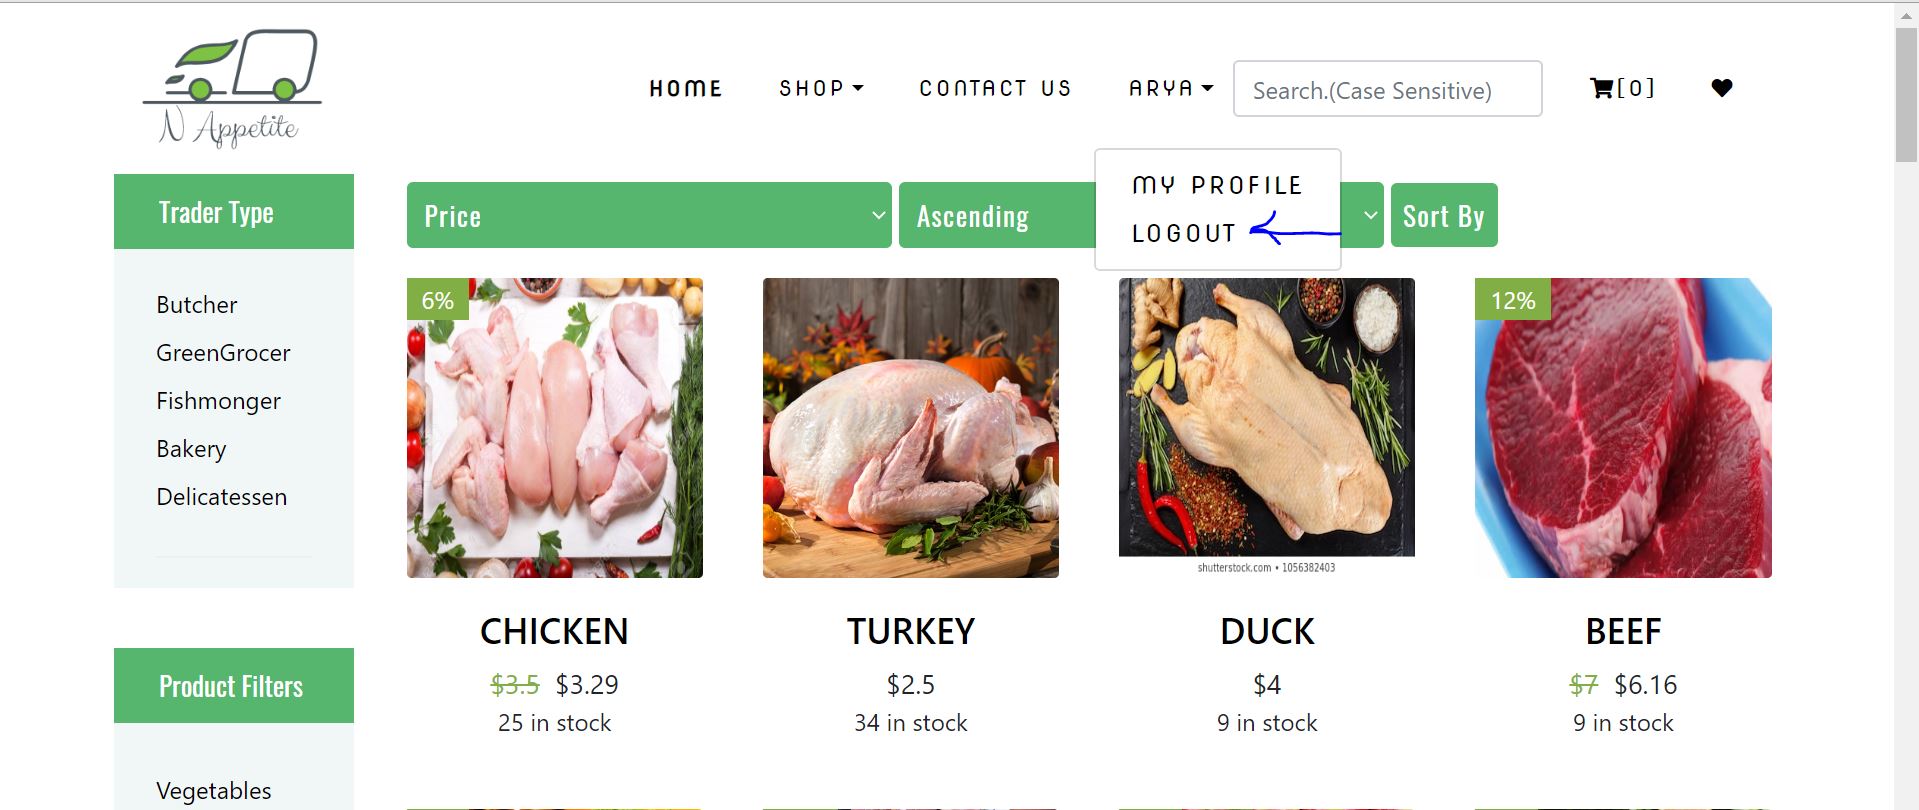 N Appetite
HOME SHOP CONTACT US ARYA Search.(Case Sensitive) [0]
MY PROFILE
LOGOUT
Trader Type
Price Ascending Sort By
Butcher
GreenGrocer
Fishmonger
Bakery
Delicatessen
6%
12%
shutterstock.com • 1056382403
CHICKEN TURKEY DUCK BEEF
$3.5 $3.29 $2.5 $4 $7 $6.16
25 in stock 34 in stock 9 in stock 9 in stock
Product Filters
Vegetables